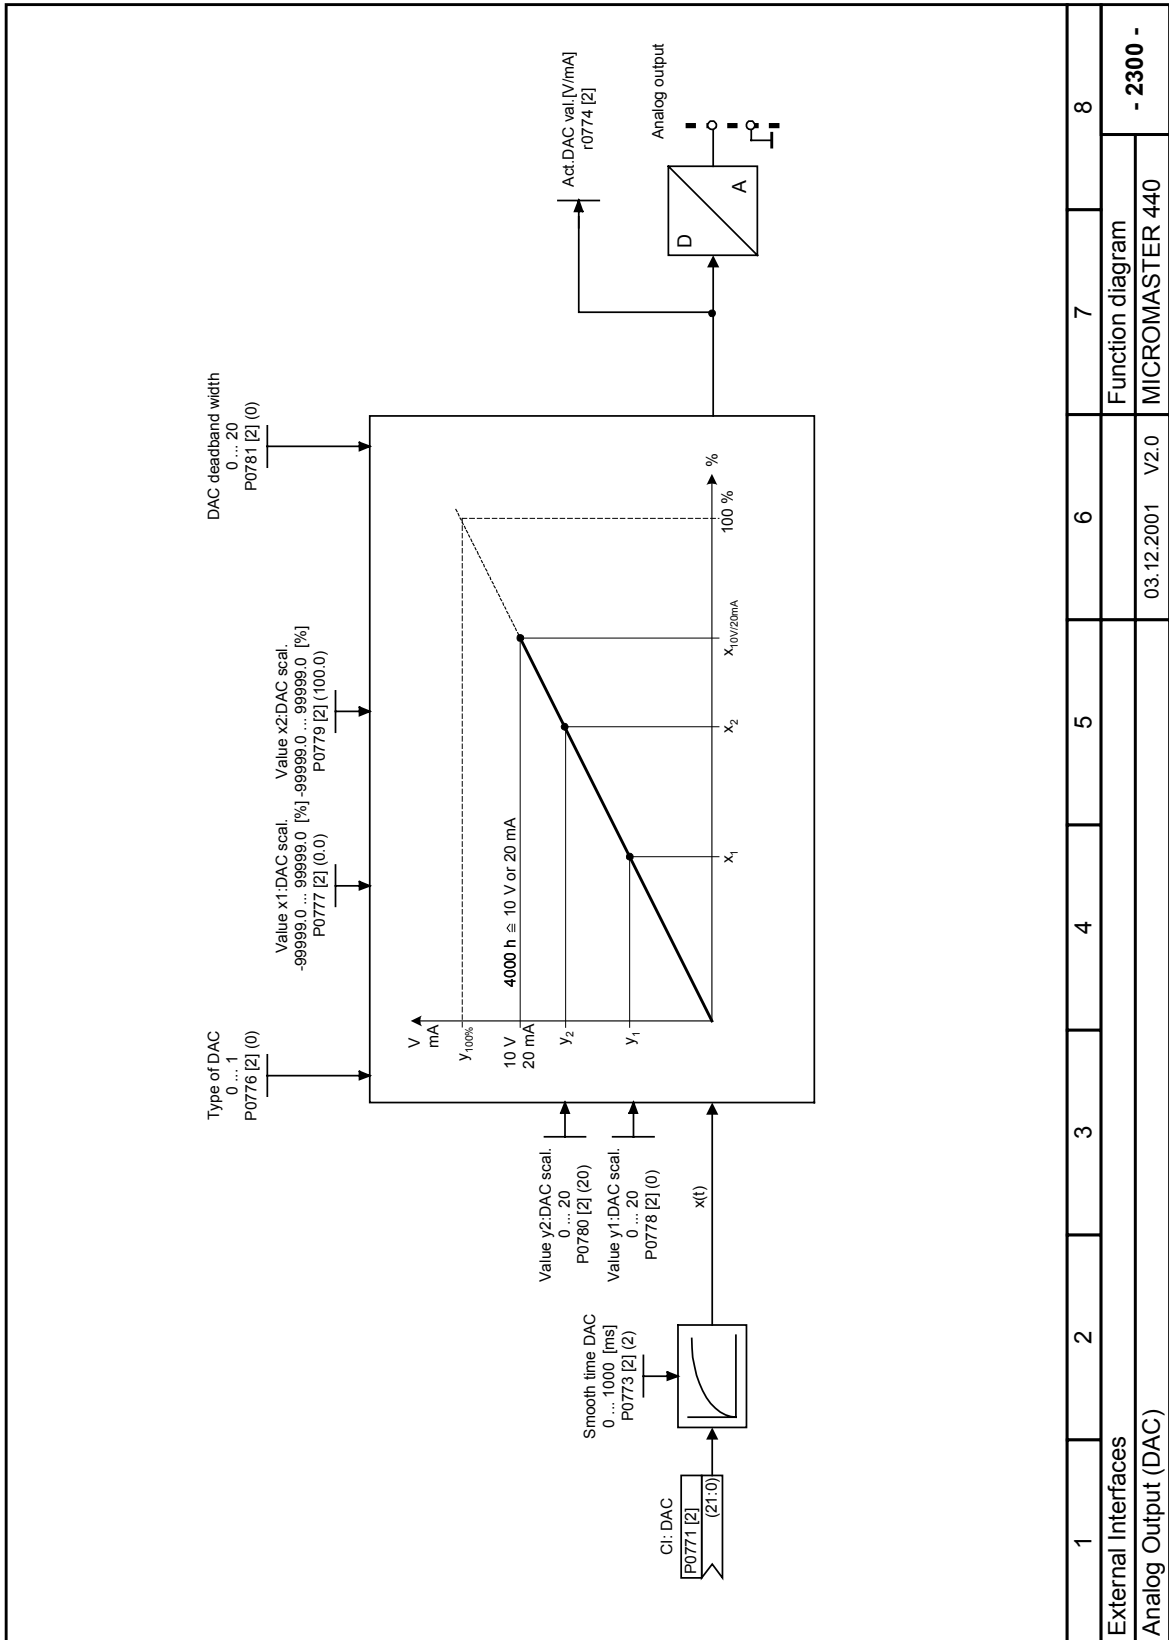 Type of DAC
0 ... 1
P0776 [2] (0)
Value x1:DAC scal.
-99999.0 ... 99999.0 [%]
P0777 [2] (0.0)
Value x2:DAC scal.
-99999.0 ... 99999.0 [%]
P0779 [2] (100.0)
DAC deadband width
0 ... 20
P0781 [2] (0)
V
mA
y100%
10 V
20 mA
y2
y1
4000 h ≙ 10 V or 20 mA
x1
x2
x10V/20mA
100 %
%
Value y2:DAC scal.
0 ... 20
P0780 [2] (20)
Value y1:DAC scal.
0 ... 20
P0778 [2] (0)
x(t)
Smooth time DAC
0 ... 1000 [ms]
P0773 [2] (2)
CI: DAC
P0771 [2]
(21:0)
Act.DAC val.[V/mA]
r0774 [2]
Analog output
D
A
1 2 3 4 5 6 7 8
External Interfaces
Function diagram
- 2300 -
Analog Output (DAC)
03.12.2001 V2.0
MICROMASTER 440